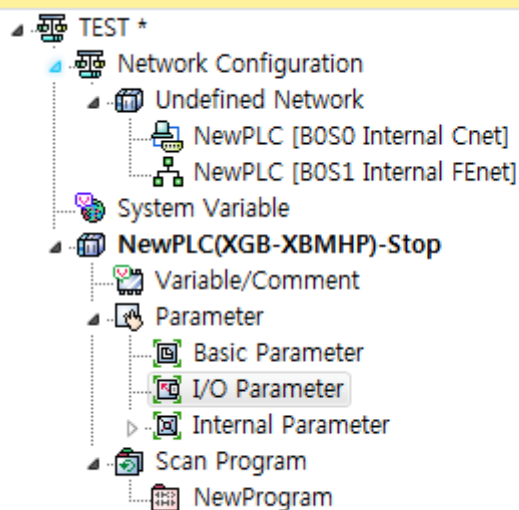 TEST *
Network Configuration
Undefined Network
NewPLC [B0S0 Internal Cnet]
NewPLC [B0S1 Internal FEnet]
System Variable
NewPLC(XGB-XBMHP)-Stop
Variable/Comment
Parameter
Basic Parameter
I/O Parameter
Internal Parameter
Scan Program
NewProgram